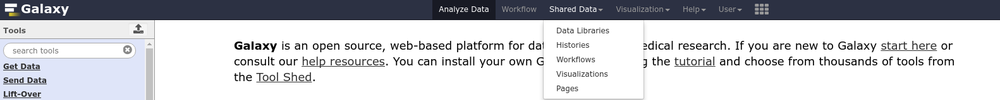 Galaxy Analyze Data Workflow Shared Data Visualization Help User
Tools
search tools
Get Data
Send Data
Lift-Over
Data Libraries
Histories
Workflows
Visualizations
Pages
Galaxy is an open source, web-based platform for dat edical research. If you are new to Galaxy start here or
consult our help resources. You can install your own G the tutorial and choose from thousands of tools from
the Tool Shed.